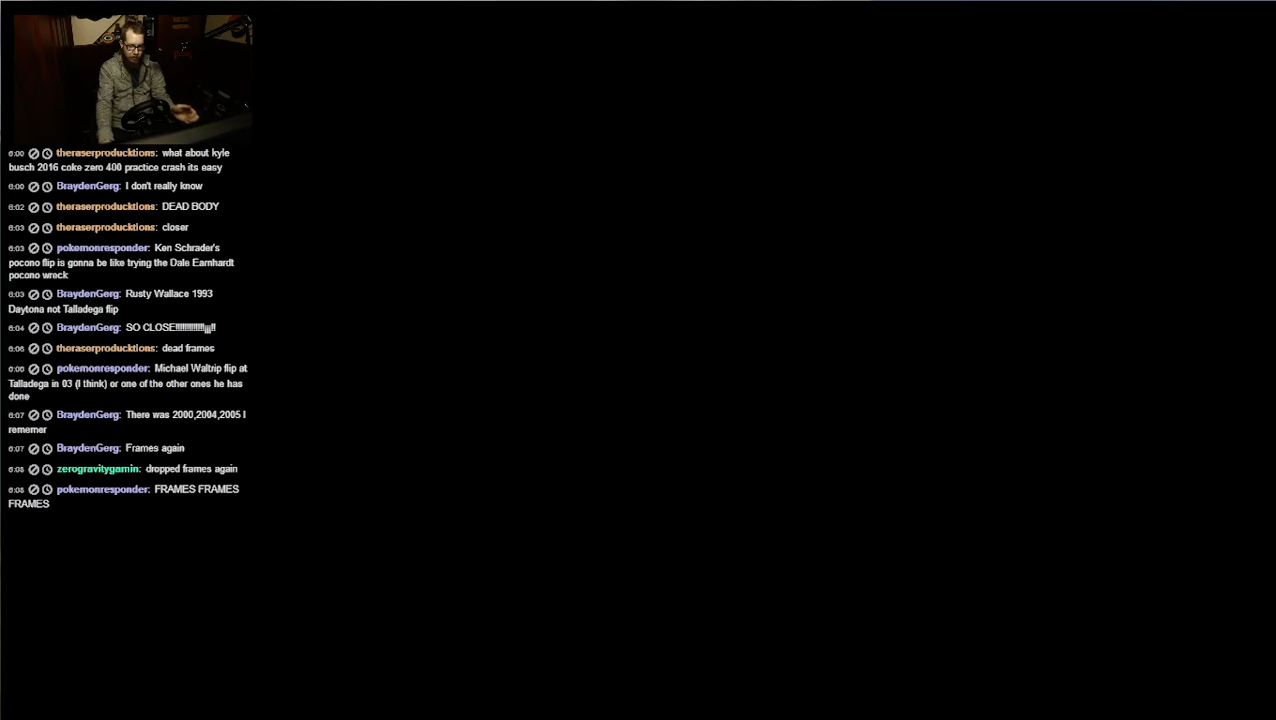 6:00 theraserproducktions: what about kyle
busch 2016 coke zero 400 practice crash its easy
6:00 BraydenGerg: I don't really know
6:02 theraserproducktions: DEAD BODY
6:03 theraserproducktions: closer
6:03 pokemonresponder: Ken Schrader's
pocono flip is gonna be like trying the Dale Earnhardt
pocono wreck
6:03 BraydenGerg: Rusty Wallace 1993
Daytona not Talladega flip
6:04 BraydenGerg: SO CLOSE!!!!!!!!!!!!!!jjj!!
6:06 theraserproducktions: dead frames
6:06 pokemonresponder: Michael Waltrip flip at
Talladega in 03 (I think) or one of the other ones he has
done
6:07 BraydenGerg: There was 2000,2004,2005 I
rememer
6:07 BraydenGerg: Frames again
6:08 zerogravitygamin: dropped frames again
6:08 pokemonresponder: FRAMES FRAMES
FRAMES